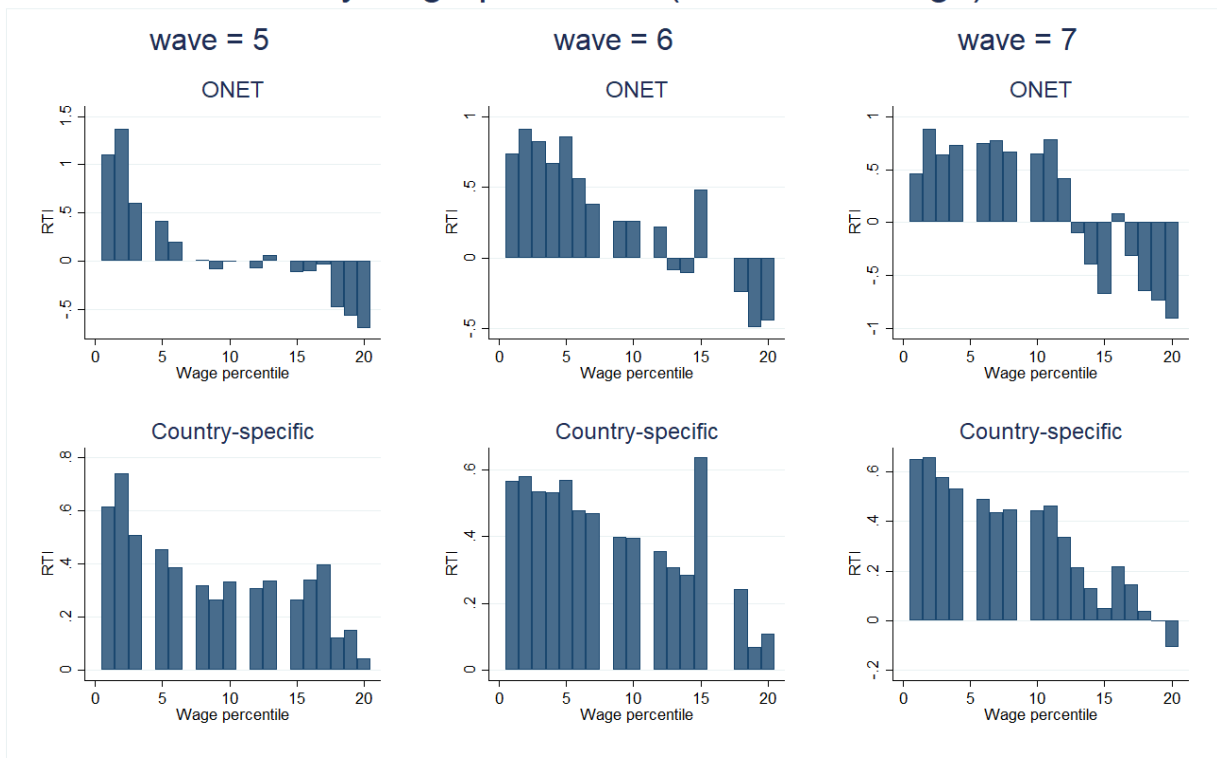 wave = 5
wave = 6
wave = 7
ONET
ONET
ONET
RTI
-.5 0 .5 1 1.5
0 5 10 15 20
Wage percentile
RTI
-.5 0 .5 1
0 5 10 15 20
Wage percentile
RTI
-1 -.5 0 .5 1
0 5 10 15 20
Wage percentile
Country-specific
Country-specific
Country-specific
RTI
0 .2 .4 .6 .8
0 5 10 15 20
Wage percentile
RTI
0 .2 .4 .6
0 5 10 15 20
Wage percentile
RTI
-.2 0 .2 .4 .6
0 5 10 15 20
Wage percentile